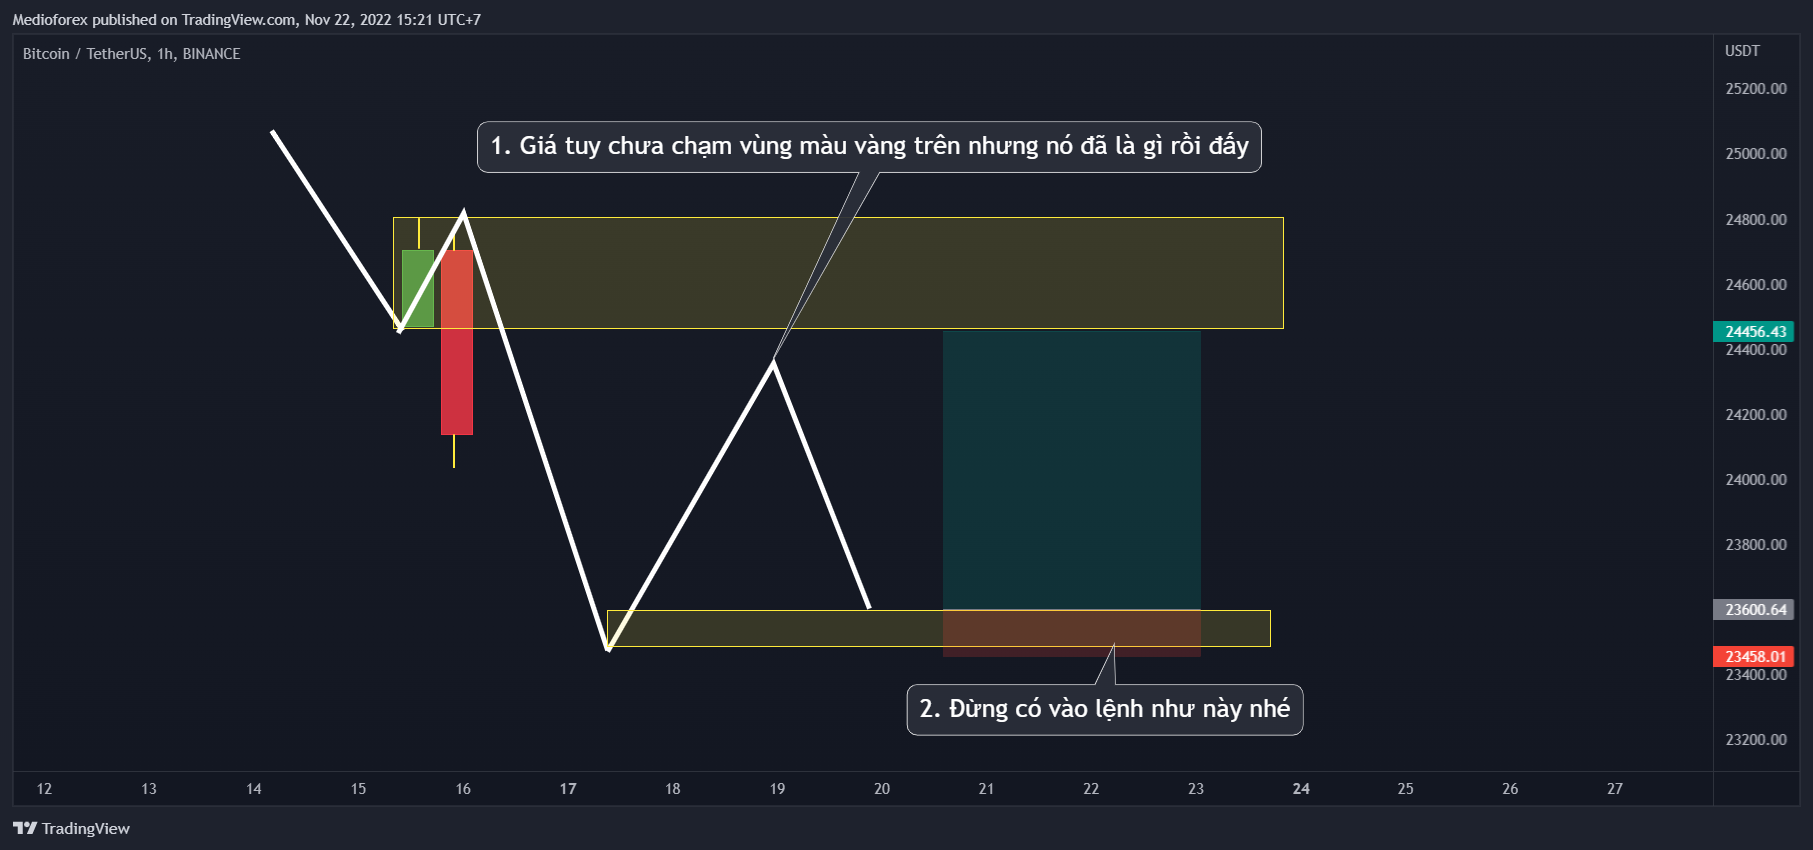 Medioforex published on TradingView.com, Nov 22, 2022 15:21 UTC+7
Bitcoin / TetherUS, 1h, BINANCE
USDT
25200.00
1. Giá tuy chưa chạm vùng màu vàng trên nhưng nó đã là gì rồi đấy
25000.00
24800.00
24600.00
24456.43
24400.00
24200.00
24000.00
23800.00
23600.64
23458.01
23400.00
2. Đừng có vào lệnh như này nhé
23200.00
12 13 14 15 16 17 18 19 20 21 22 23 24 25 26 27
TradingView